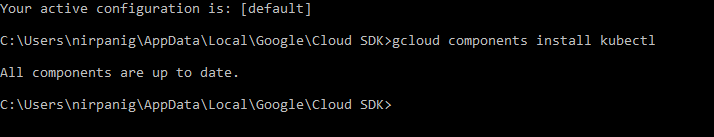 Your active configuration is: [default]
C:\Users\nirpanig\AppData\Local\Google\Cloud SDK>gcloud components install kubectl
All components are up to date.
C:\Users\nirpanig\AppData\Local\Google\Cloud SDK>